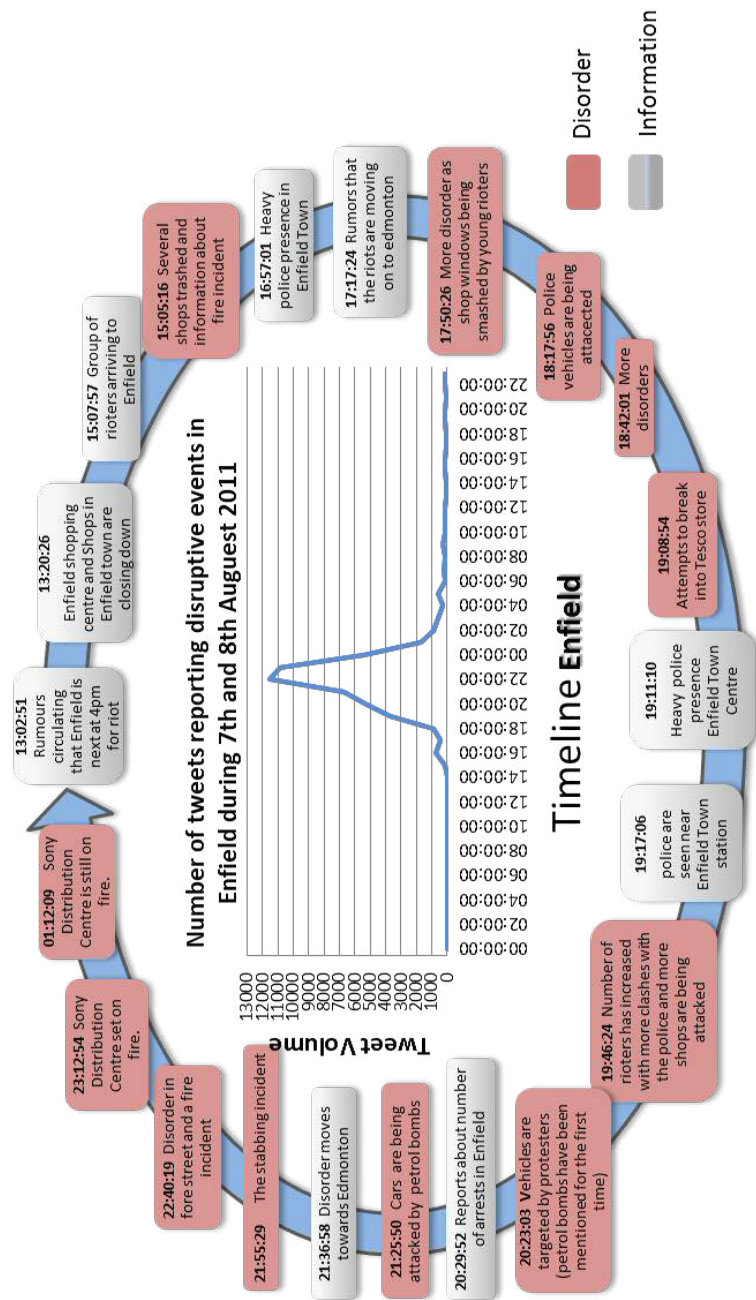 13:02:51
Rumours
circulating
that Enfield is
next at 4pm
for riot
13:20:26
Enfield shopping
centre and Shops in
Enfield town are
closing down
15:07:57 Group of
rioters arriving to
Enfield
15:05:16 Several
shops trashed and
information about
fire incident
16:57:01 Heavy
police presence in
Enfield Town
17:17:24 Rumors that
the riots are moving
on to edmonton
17:50:26 More disorder as
shop windows being
smashed by young rioters
18:17:56 Police
vehicles are being
attacected
18:42:01 More
disorders
19:08:54
Attempts to break
into Tesco store
19:11:10
Heavy police
presence
Enfield Town
Centre
19:17:06
police are
seen near
Enfield Town
station
19:46:24 Number of
rioters has increased
with more clashes with
the police and more
shops are being
attacked
20:23:03 Vehicles are
targeted by protesters
(petrol bombs have been
mentioned for the first
time)
20:29:52 Reports about number
of arrests in Enfield
21:25:50 Cars are being
attacked by petrol bombs
21:36:58 Disorder moves
towards Edmonton
21:55:29 The stabbing incident
22:40:19 Disorder in
fore street and a fire
incident
23:12:54 Sony
Distribution
Centre set on
fire.
01:12:09 Sony
Distribution
Centre is still on
fire.
Number of tweets reporting disruptive events in
Enfield during 7th and 8th Auguest 2011
Tweet Volume
13000
12000
11000
10000
9000
8000
7000
6000
5000
4000
3000
2000
1000
0
00:00:00
02:00:00
04:00:00
06:00:00
08:00:00
10:00:00
12:00:00
14:00:00
16:00:00
18:00:00
20:00:00
22:00:00
00:00:00
02:00:00
04:00:00
06:00:00
08:00:00
10:00:00
12:00:00
14:00:00
16:00:00
18:00:00
20:00:00
22:00:00
Timeline Enfield
Disorder
Information